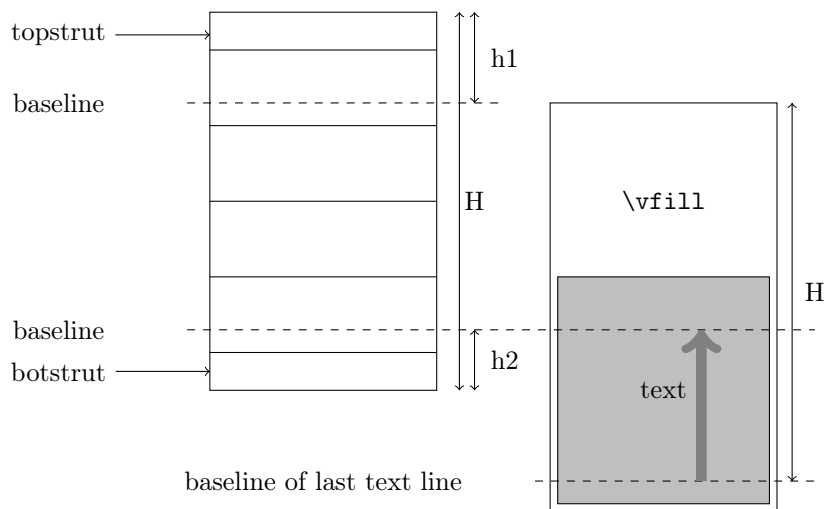 topstrut
h1
baseline
H
\vfill
H
baseline
h2
botstrut
text
baseline of last text line